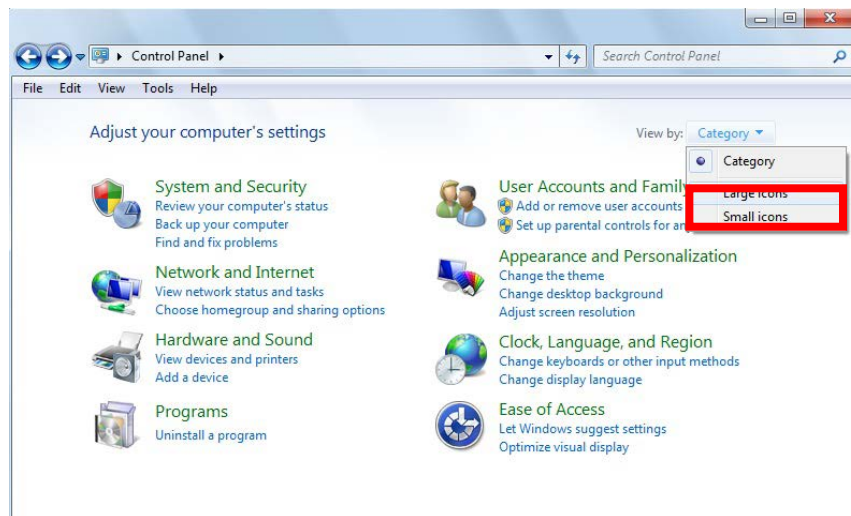 Control Panel
Search Control Panel
File Edit View Tools Help
Adjust your computer's settings
View by: Category
Category
Large icons
Small icons
System and Security
Review your computer's status
Back up your computer
Find and fix problems
Network and Internet
View network status and tasks
Choose homegroup and sharing options
Hardware and Sound
View devices and printers
Add a device
Programs
Uninstall a program
User Accounts and Family
Add or remove user accounts
Set up parental controls for
Appearance and Personalization
Change the theme
Change desktop background
Adjust screen resolution
Clock, Language, and Region
Change keyboards or other input methods
Change display language
Ease of Access
Let Windows suggest settings
Optimize visual display